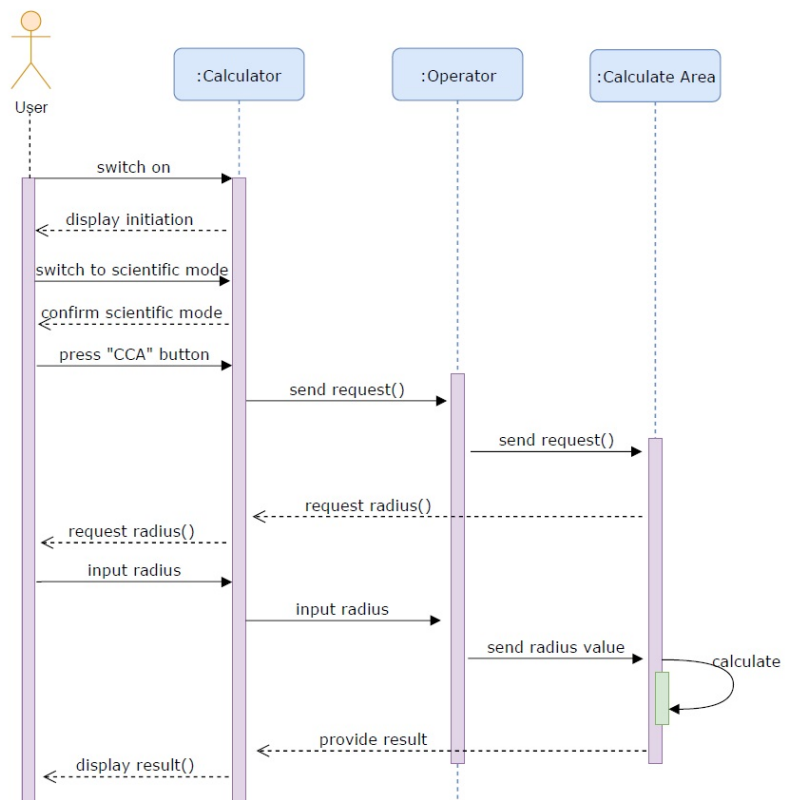 User
:Calculator
:Operator
:Calculate Area
switch on
display initiation
switch to scientific mode
confirm scientific mode
press "CCA" button
send request()
send request()
request radius()
request radius()
input radius
input radius
send radius value
calculate
provide result
display result()